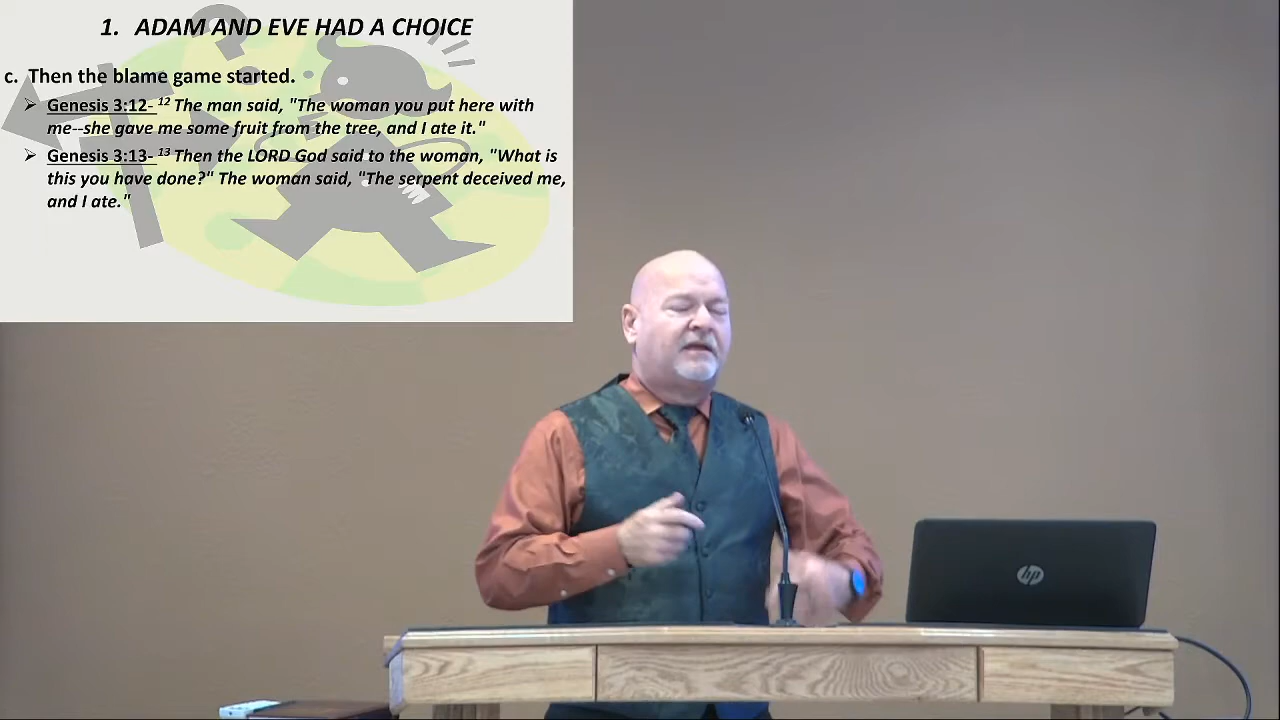 1. ADAM AND EVE HAD A CHOICE
c. Then the blame game started.
➢ Genesis 3:12- 12 The man said, "The woman you put here with
me--she gave me some fruit from the tree, and I ate it."
➢ Genesis 3:13- 13 Then the LORD God said to the woman, "What is
this you have done?" The woman said, "The serpent deceived me,
and I ate."
hp